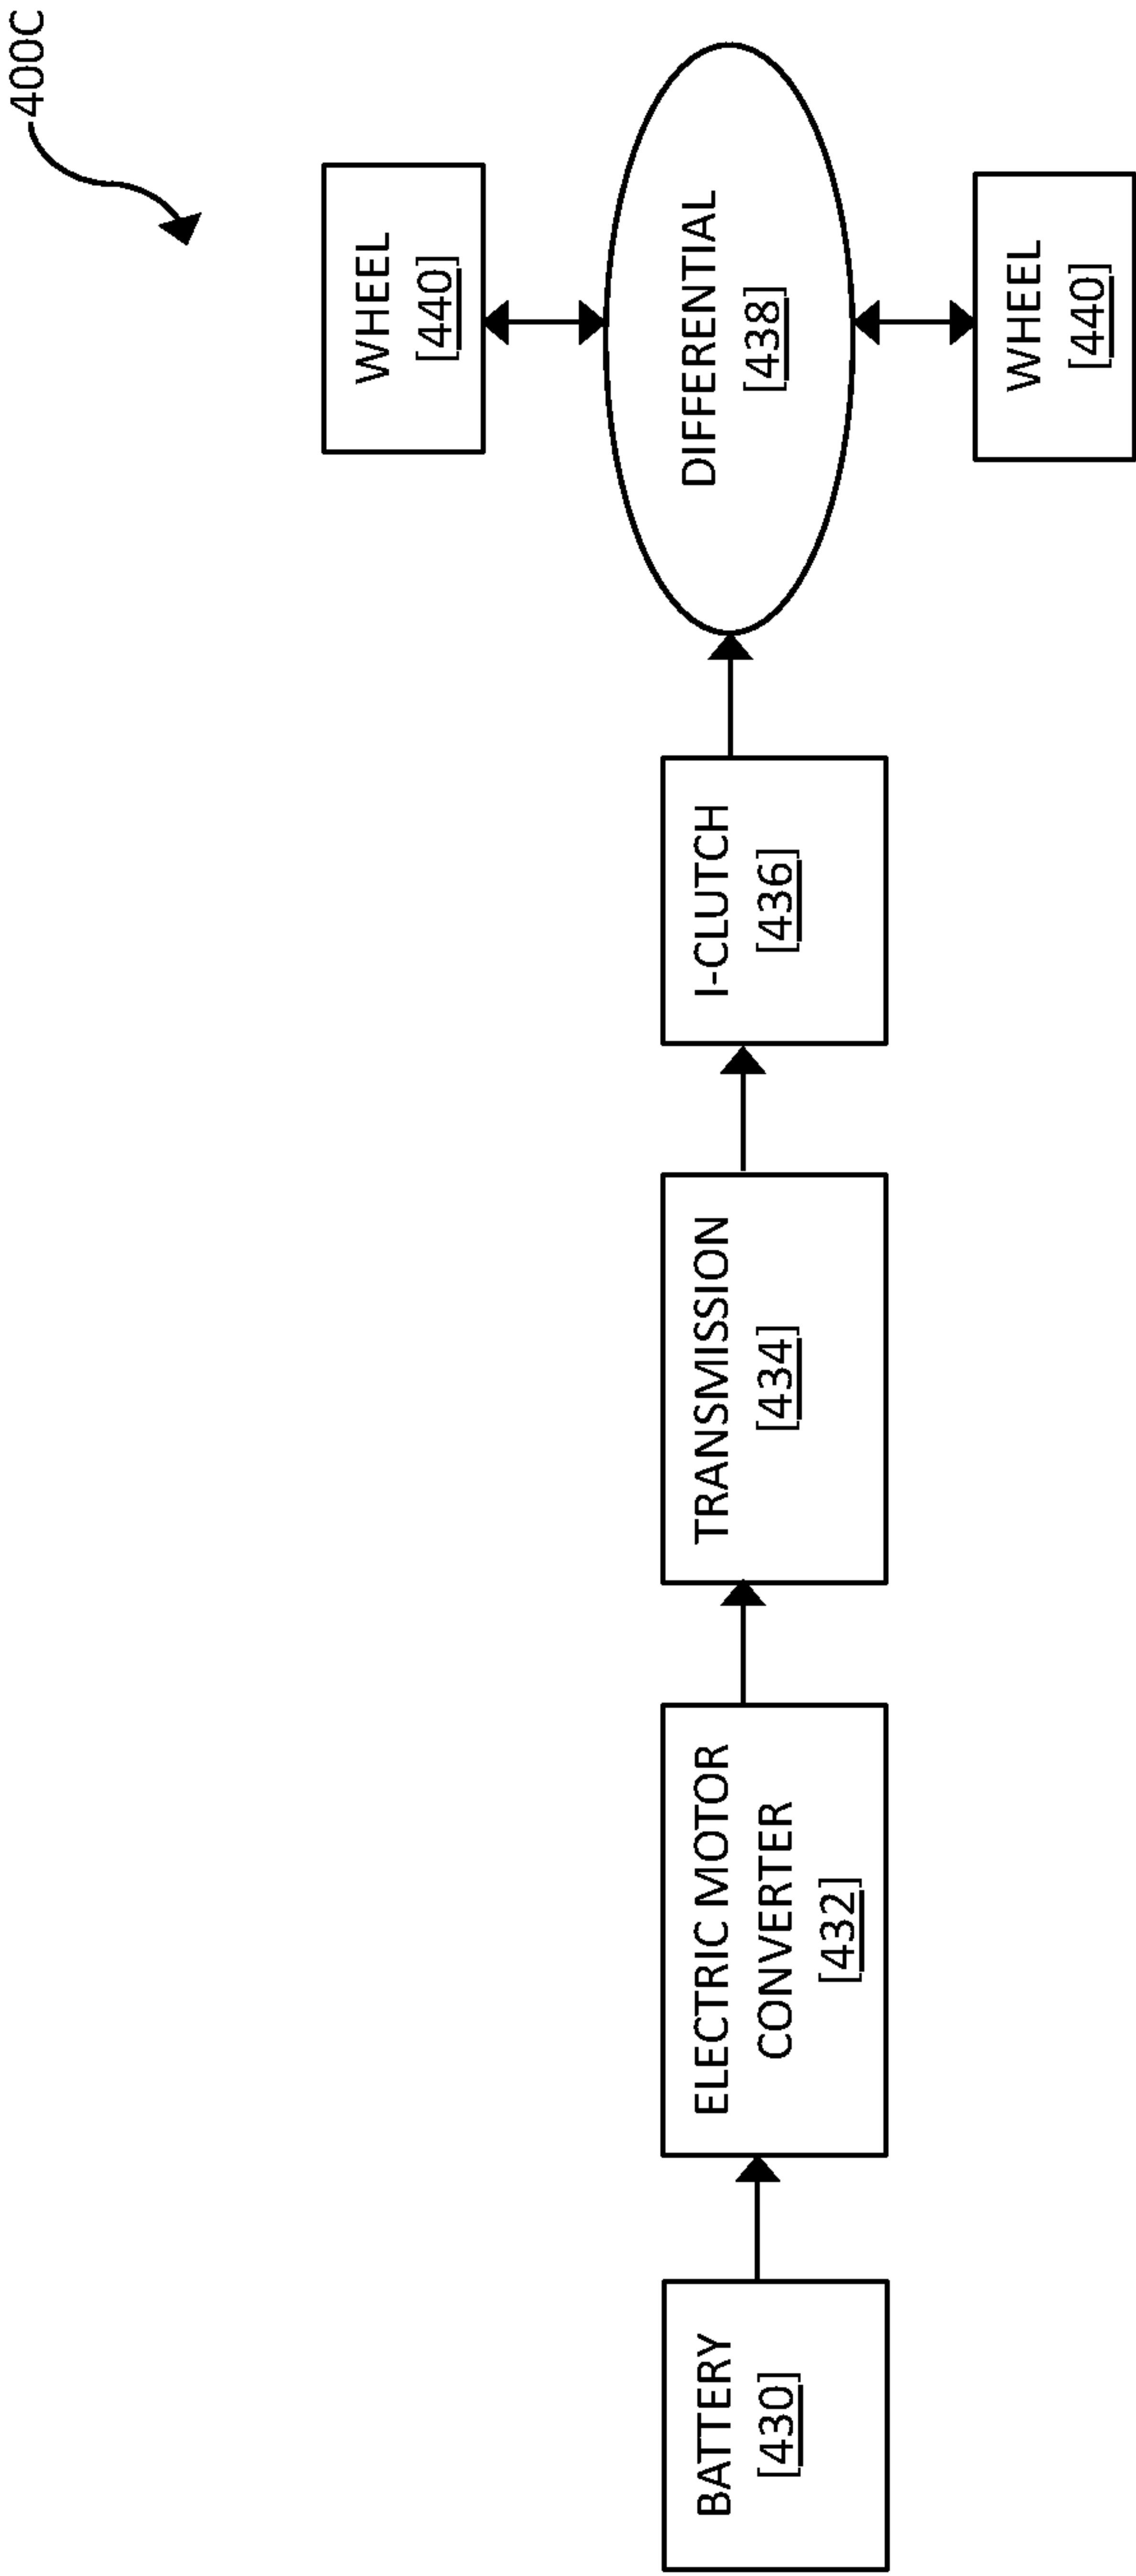 400C
WHEEL
[440]
BATTERY
[430]
ELECTRIC MOTOR
CONVERTER
[432]
TRANSMISSION
[434]
I-CLUTCH
[436]
DIFFERENTIAL
[438]
WHEEL
[440]